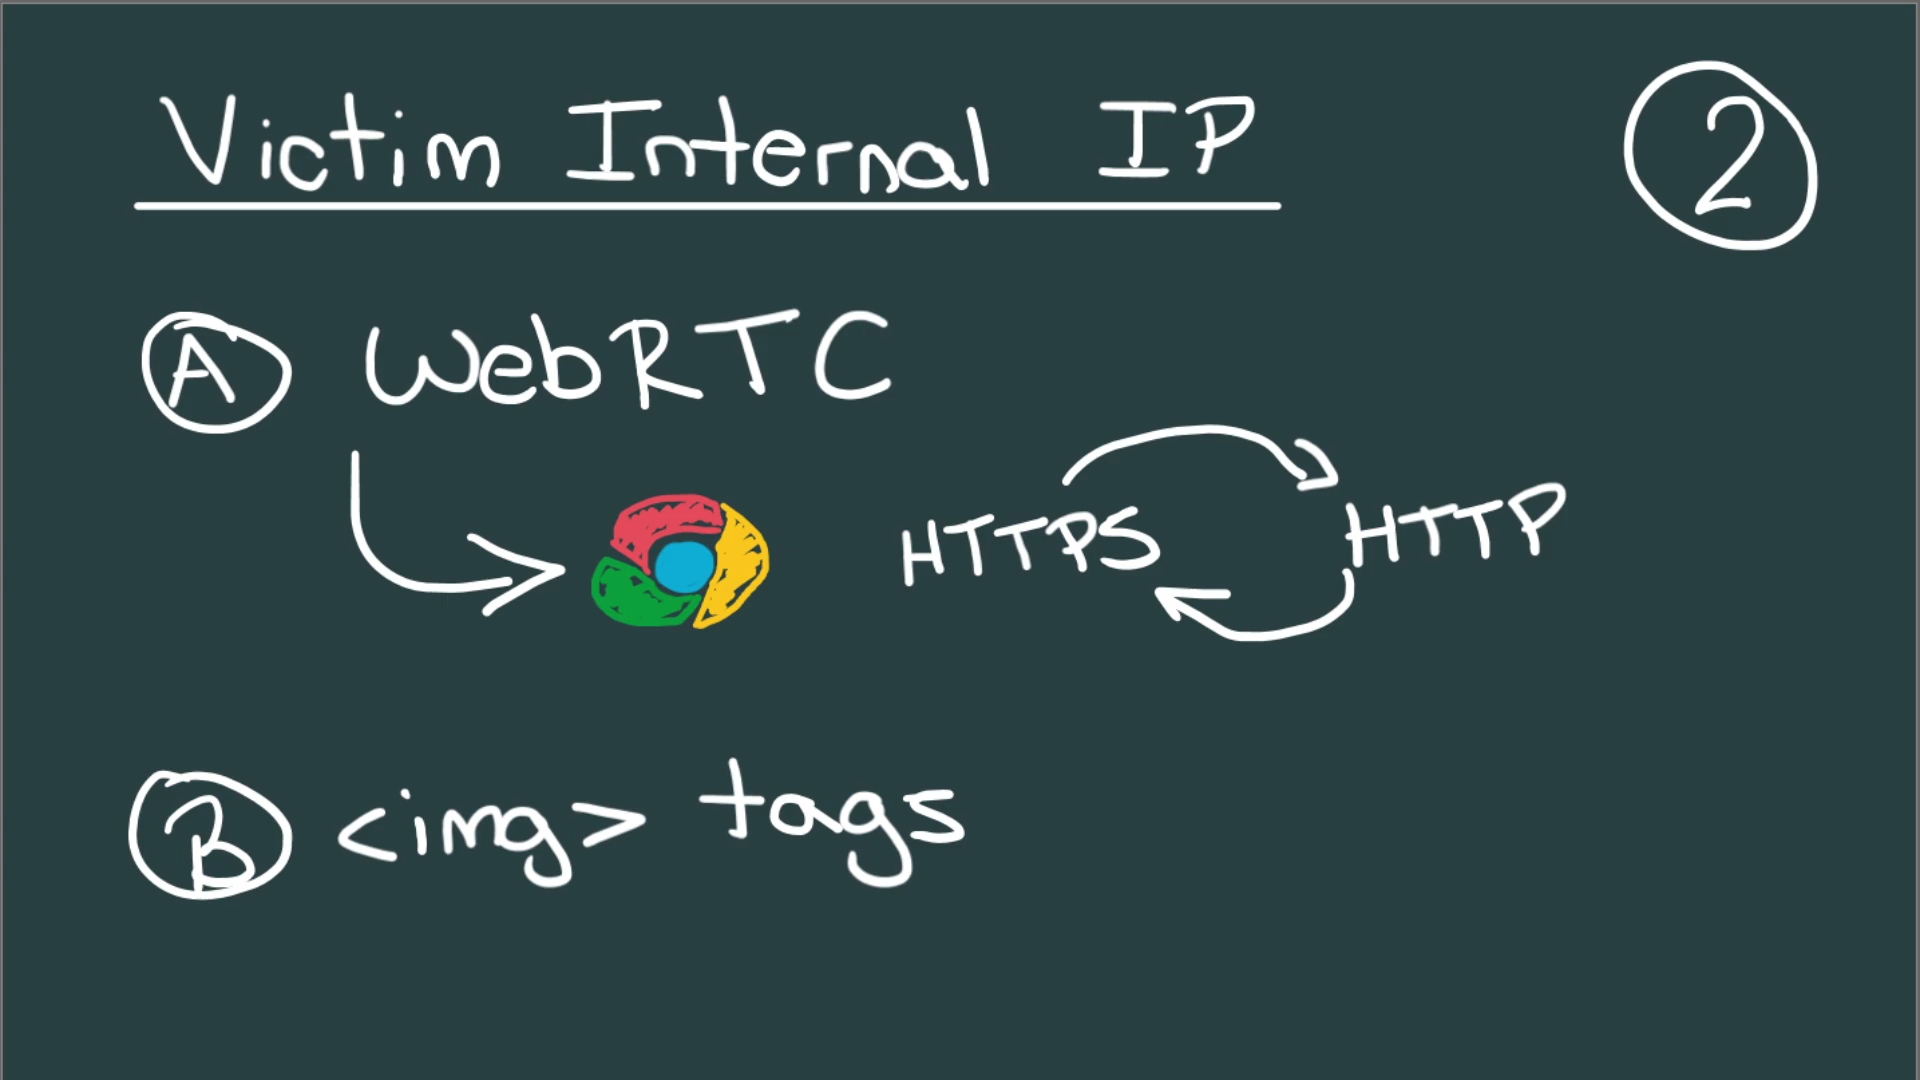 Victim Internal IP
2
A WebRTC
HTTPS HTTP
B <img> tags